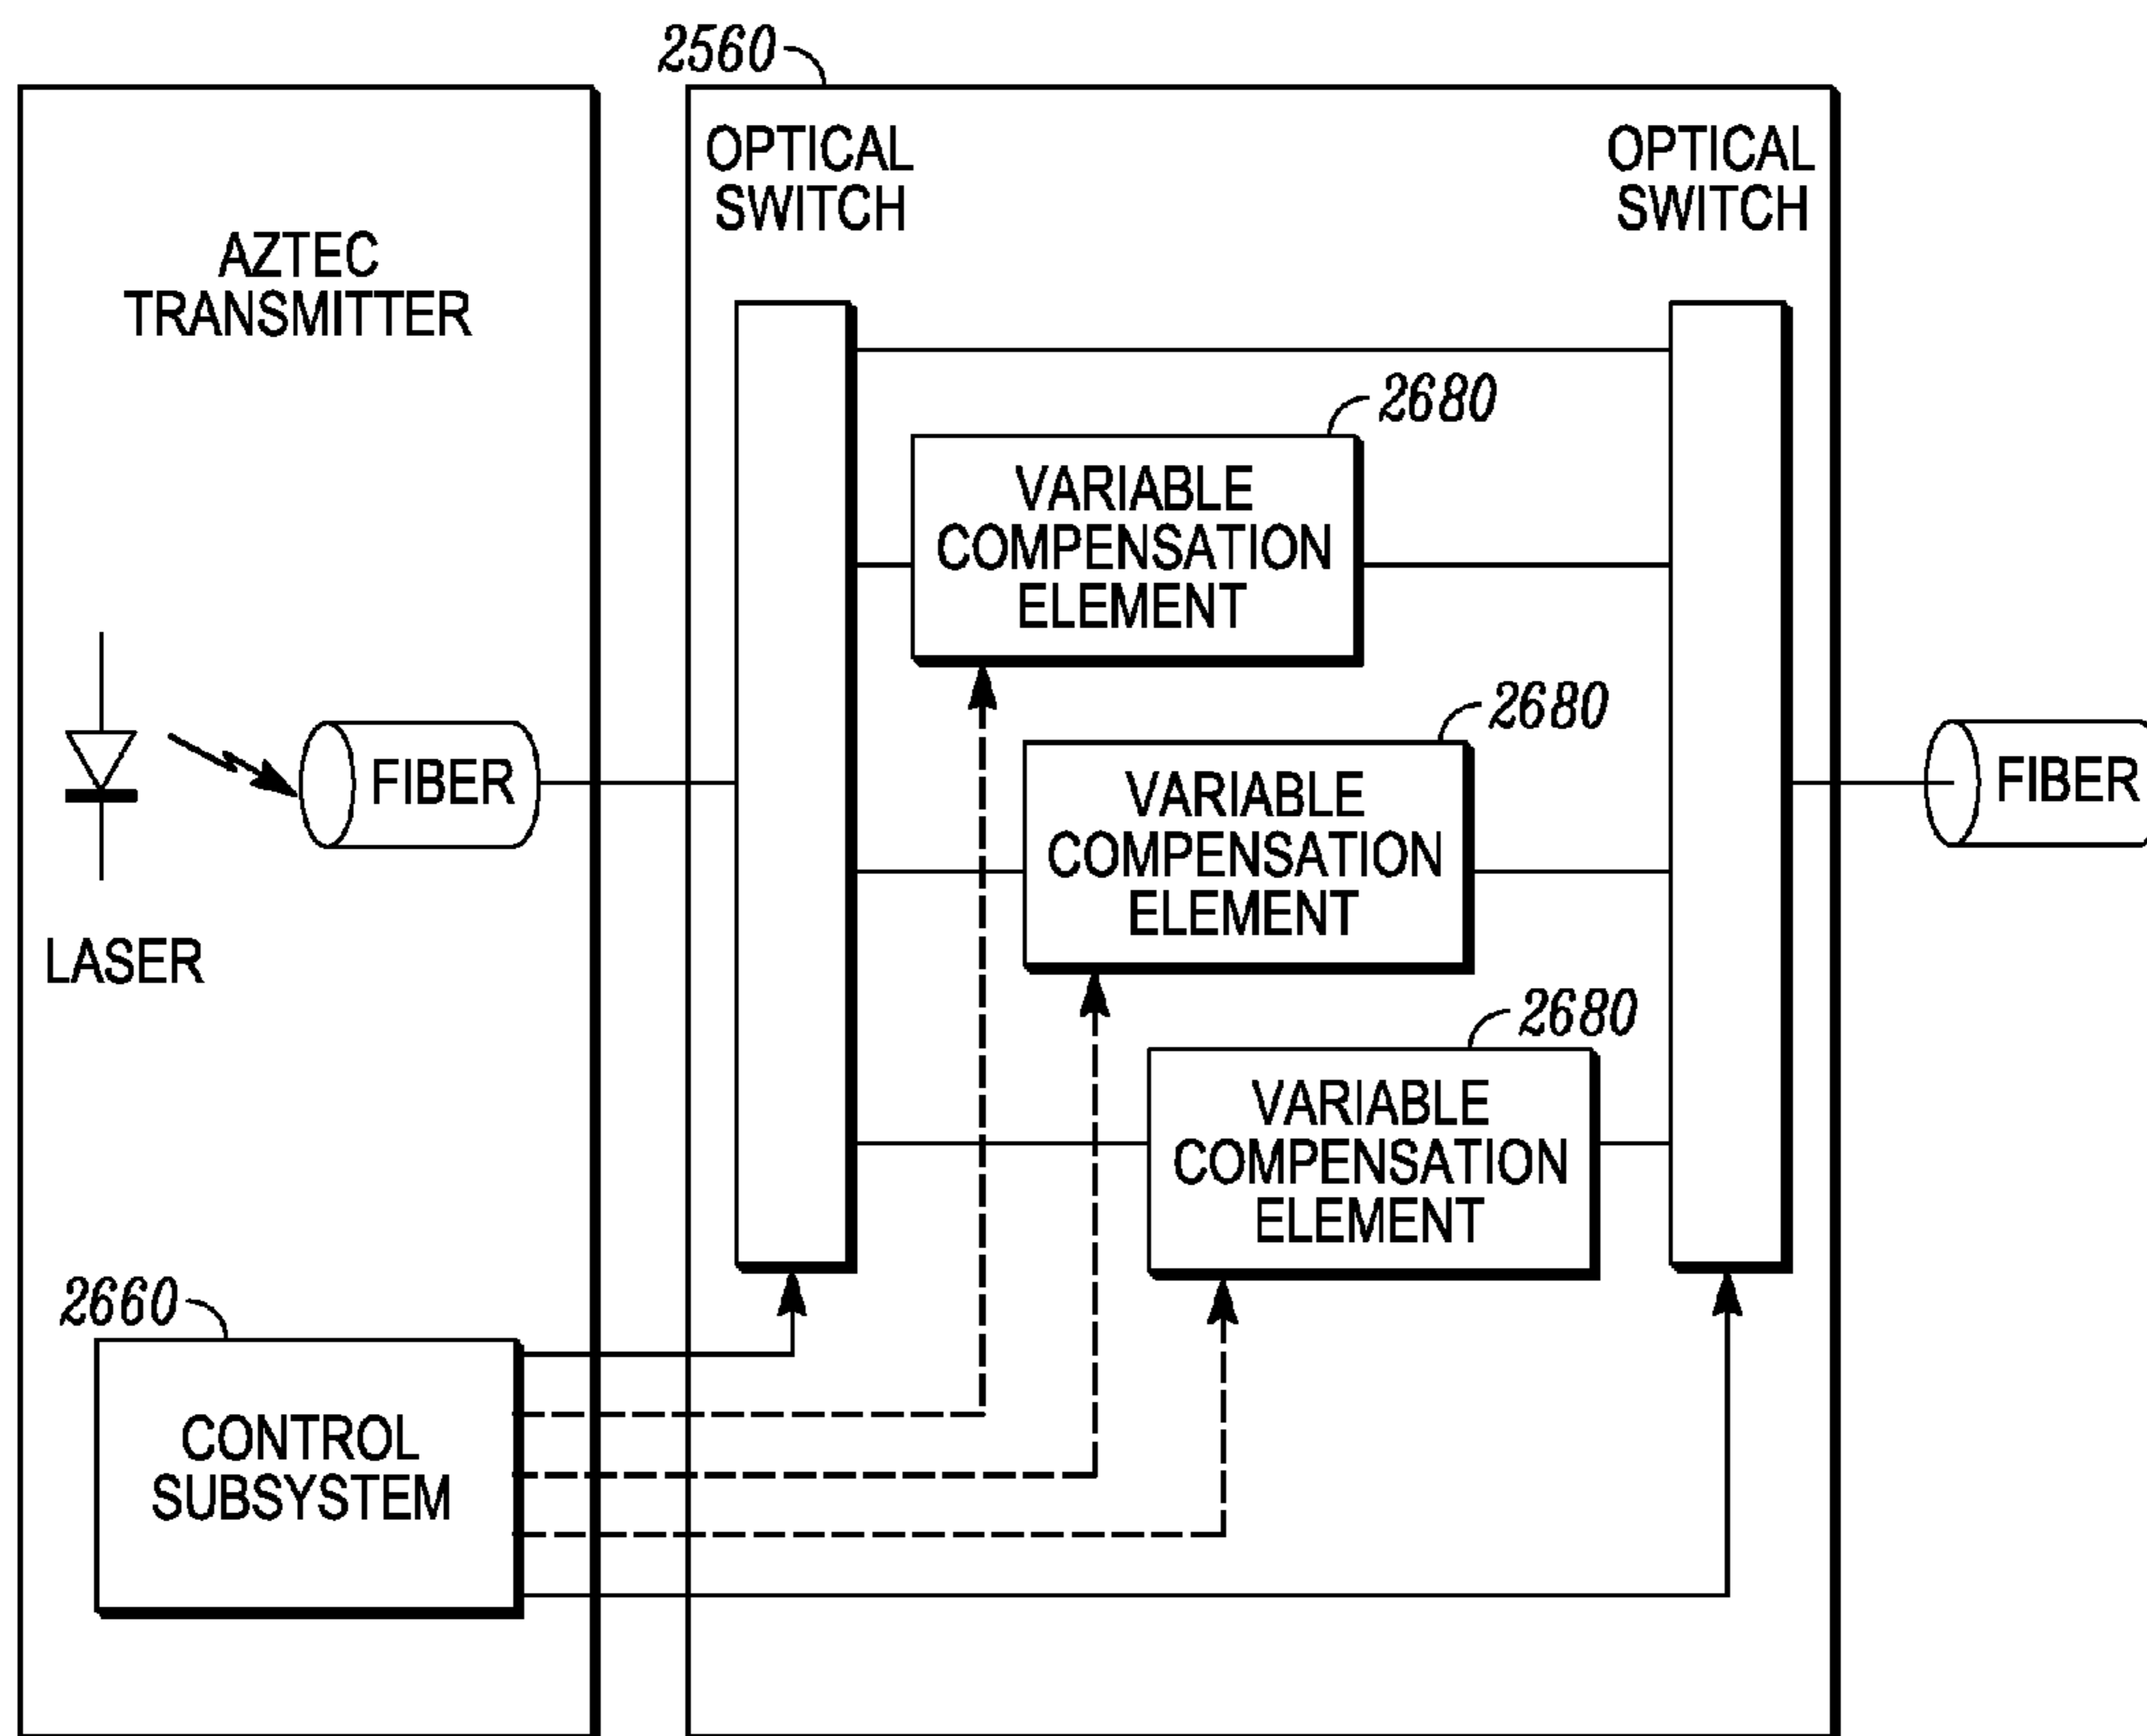 2560
OPTICAL
SWITCH
OPTICAL
SWITCH
AZTEC
TRANSMITTER
2680
VARIABLE
COMPENSATION
ELEMENT
2680
VARIABLE
COMPENSATION
ELEMENT
FIBER
FIBER
LASER
2680
VARIABLE
COMPENSATION
ELEMENT
2660
CONTROL
SUBSYSTEM